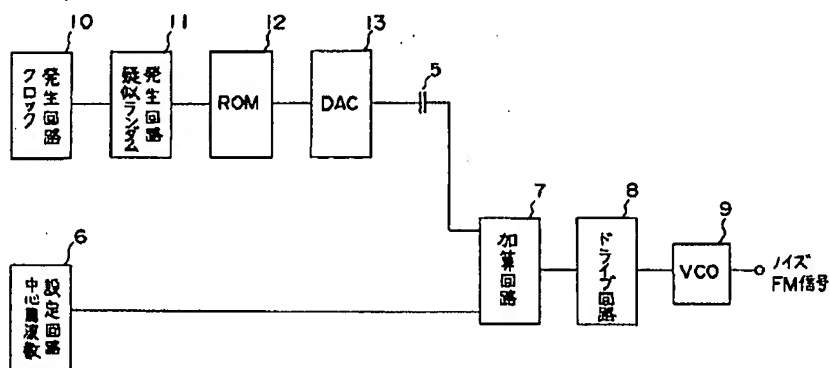 10
11
12
13
クロック
発生回路
疑似ランダム
発生回路
ROM
DAC
5
6
中心周波数
設定回路
7
加算回路
8
ドライブ回路
9
VCO
ノイズ
FM信号